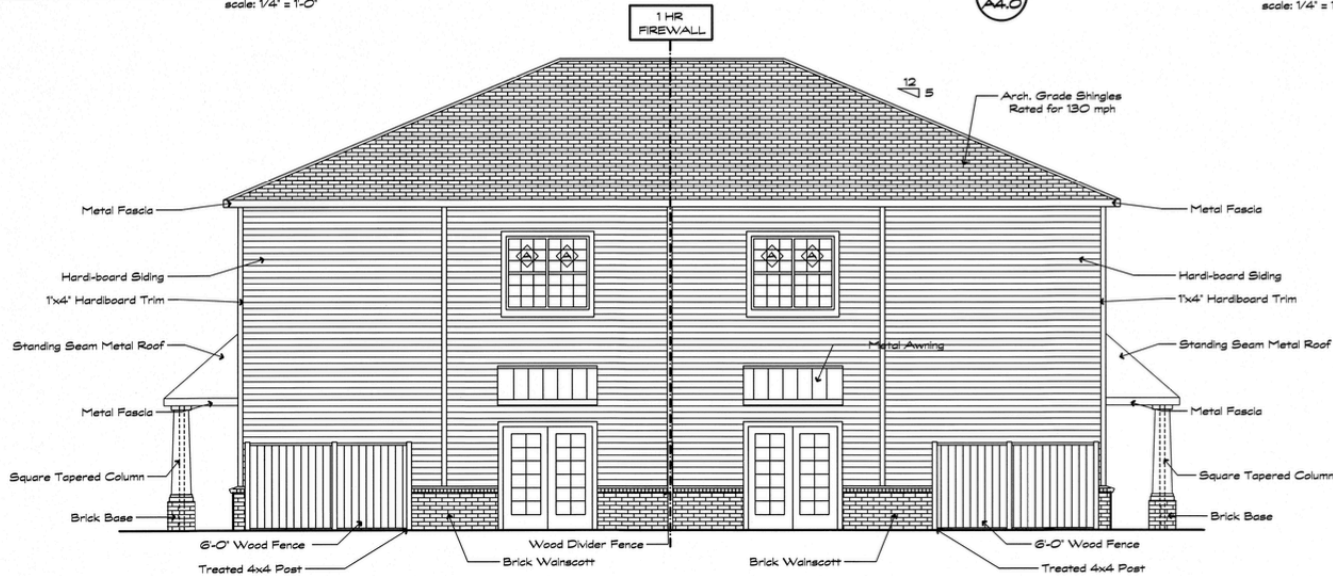 scale: 1/4" = 1'-0"
1 HR
FIREWALL
A4.0
scale: 1/4" = 1
12
5
Arch. Grade Shingles
Rated for 130 mph
Metal Fascia
Metal Fascia
A A
A A
Hardi-board Siding
Hardi-board Siding
1"x4" Hardiboard Trim
1"x4" Hardiboard Trim
Standing Seam Metal Roof
Metal Awning
Standing Seam Metal Roof
Metal Fascia
Metal Fascia
Square Tapered Column
Square Tapered Column
Brick Base
Brick Base
6'-0" Wood Fence
Wood Divider Fence
6'-0" Wood Fence
Brick Wainscott
Brick Wainscott
Treated 4x4 Post
Treated 4x4 Post